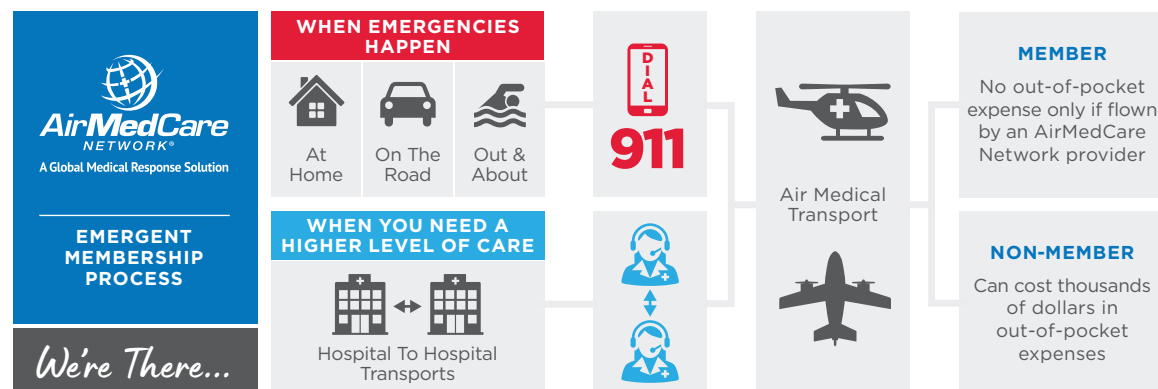 AirMedCare
NETWORK®
A Global Medical Response Solution
EMERGENT
MEMBERSHIP
PROCESS
We're There...
WHEN EMERGENCIES
HAPPEN
At
Home
On The
Road
Out &
About
WHEN YOU NEED A
HIGHER LEVEL OF CARE
Hospital To Hospital
Transports
DIAL
911
Air Medical
Transport
MEMBER
No out-of-pocket
expense only if flown
by an AirMedCare
Network provider
NON-MEMBER
Can cost thousands
of dollars in
out-of-pocket
expenses